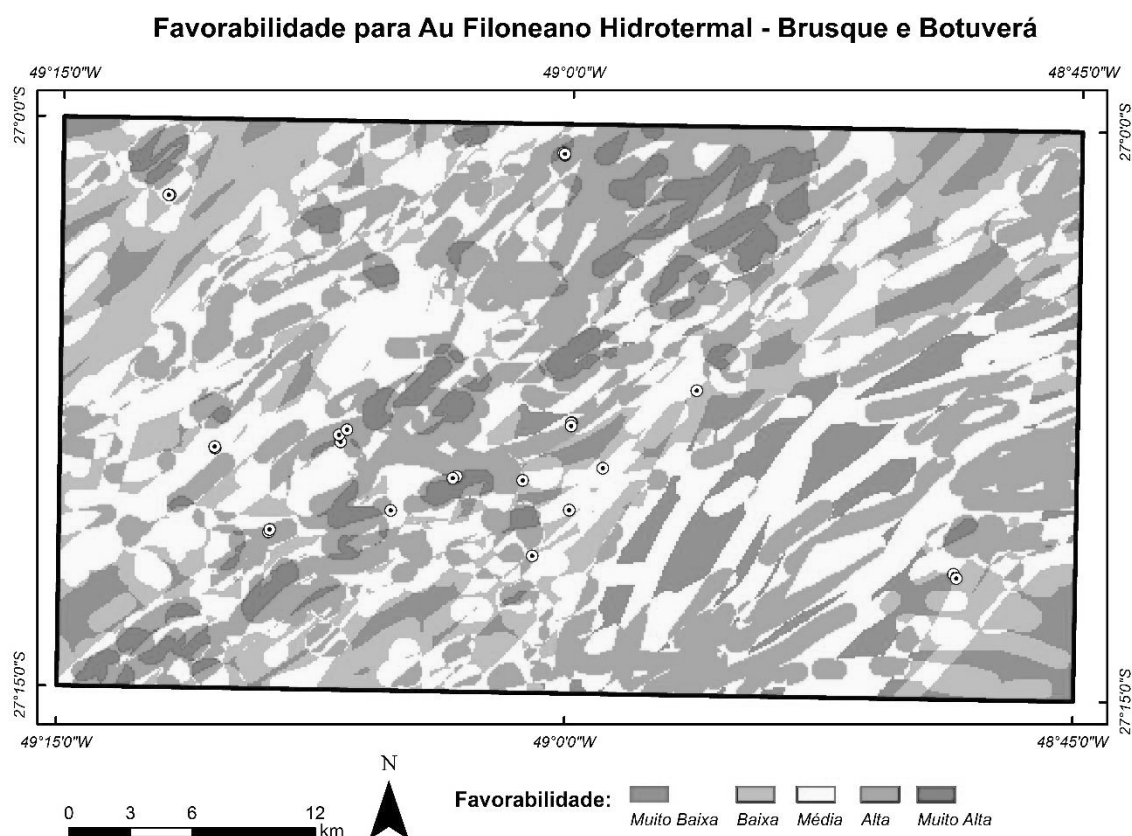 Favorabilidade para Au Filoneano Hidrotermal - Brusque e Botuverá
49°15'0"W 49°0'0"W 48°45'0"W
27°0'0"S 27°0'0"S
27°15'0"S 27°15'0"S
49°15'0"W 49°0'0"W 48°45'0"W
N
0 3 6 12
km
Favorabilidade:
Muito Baixa Baixa Média Alta Muito Alta